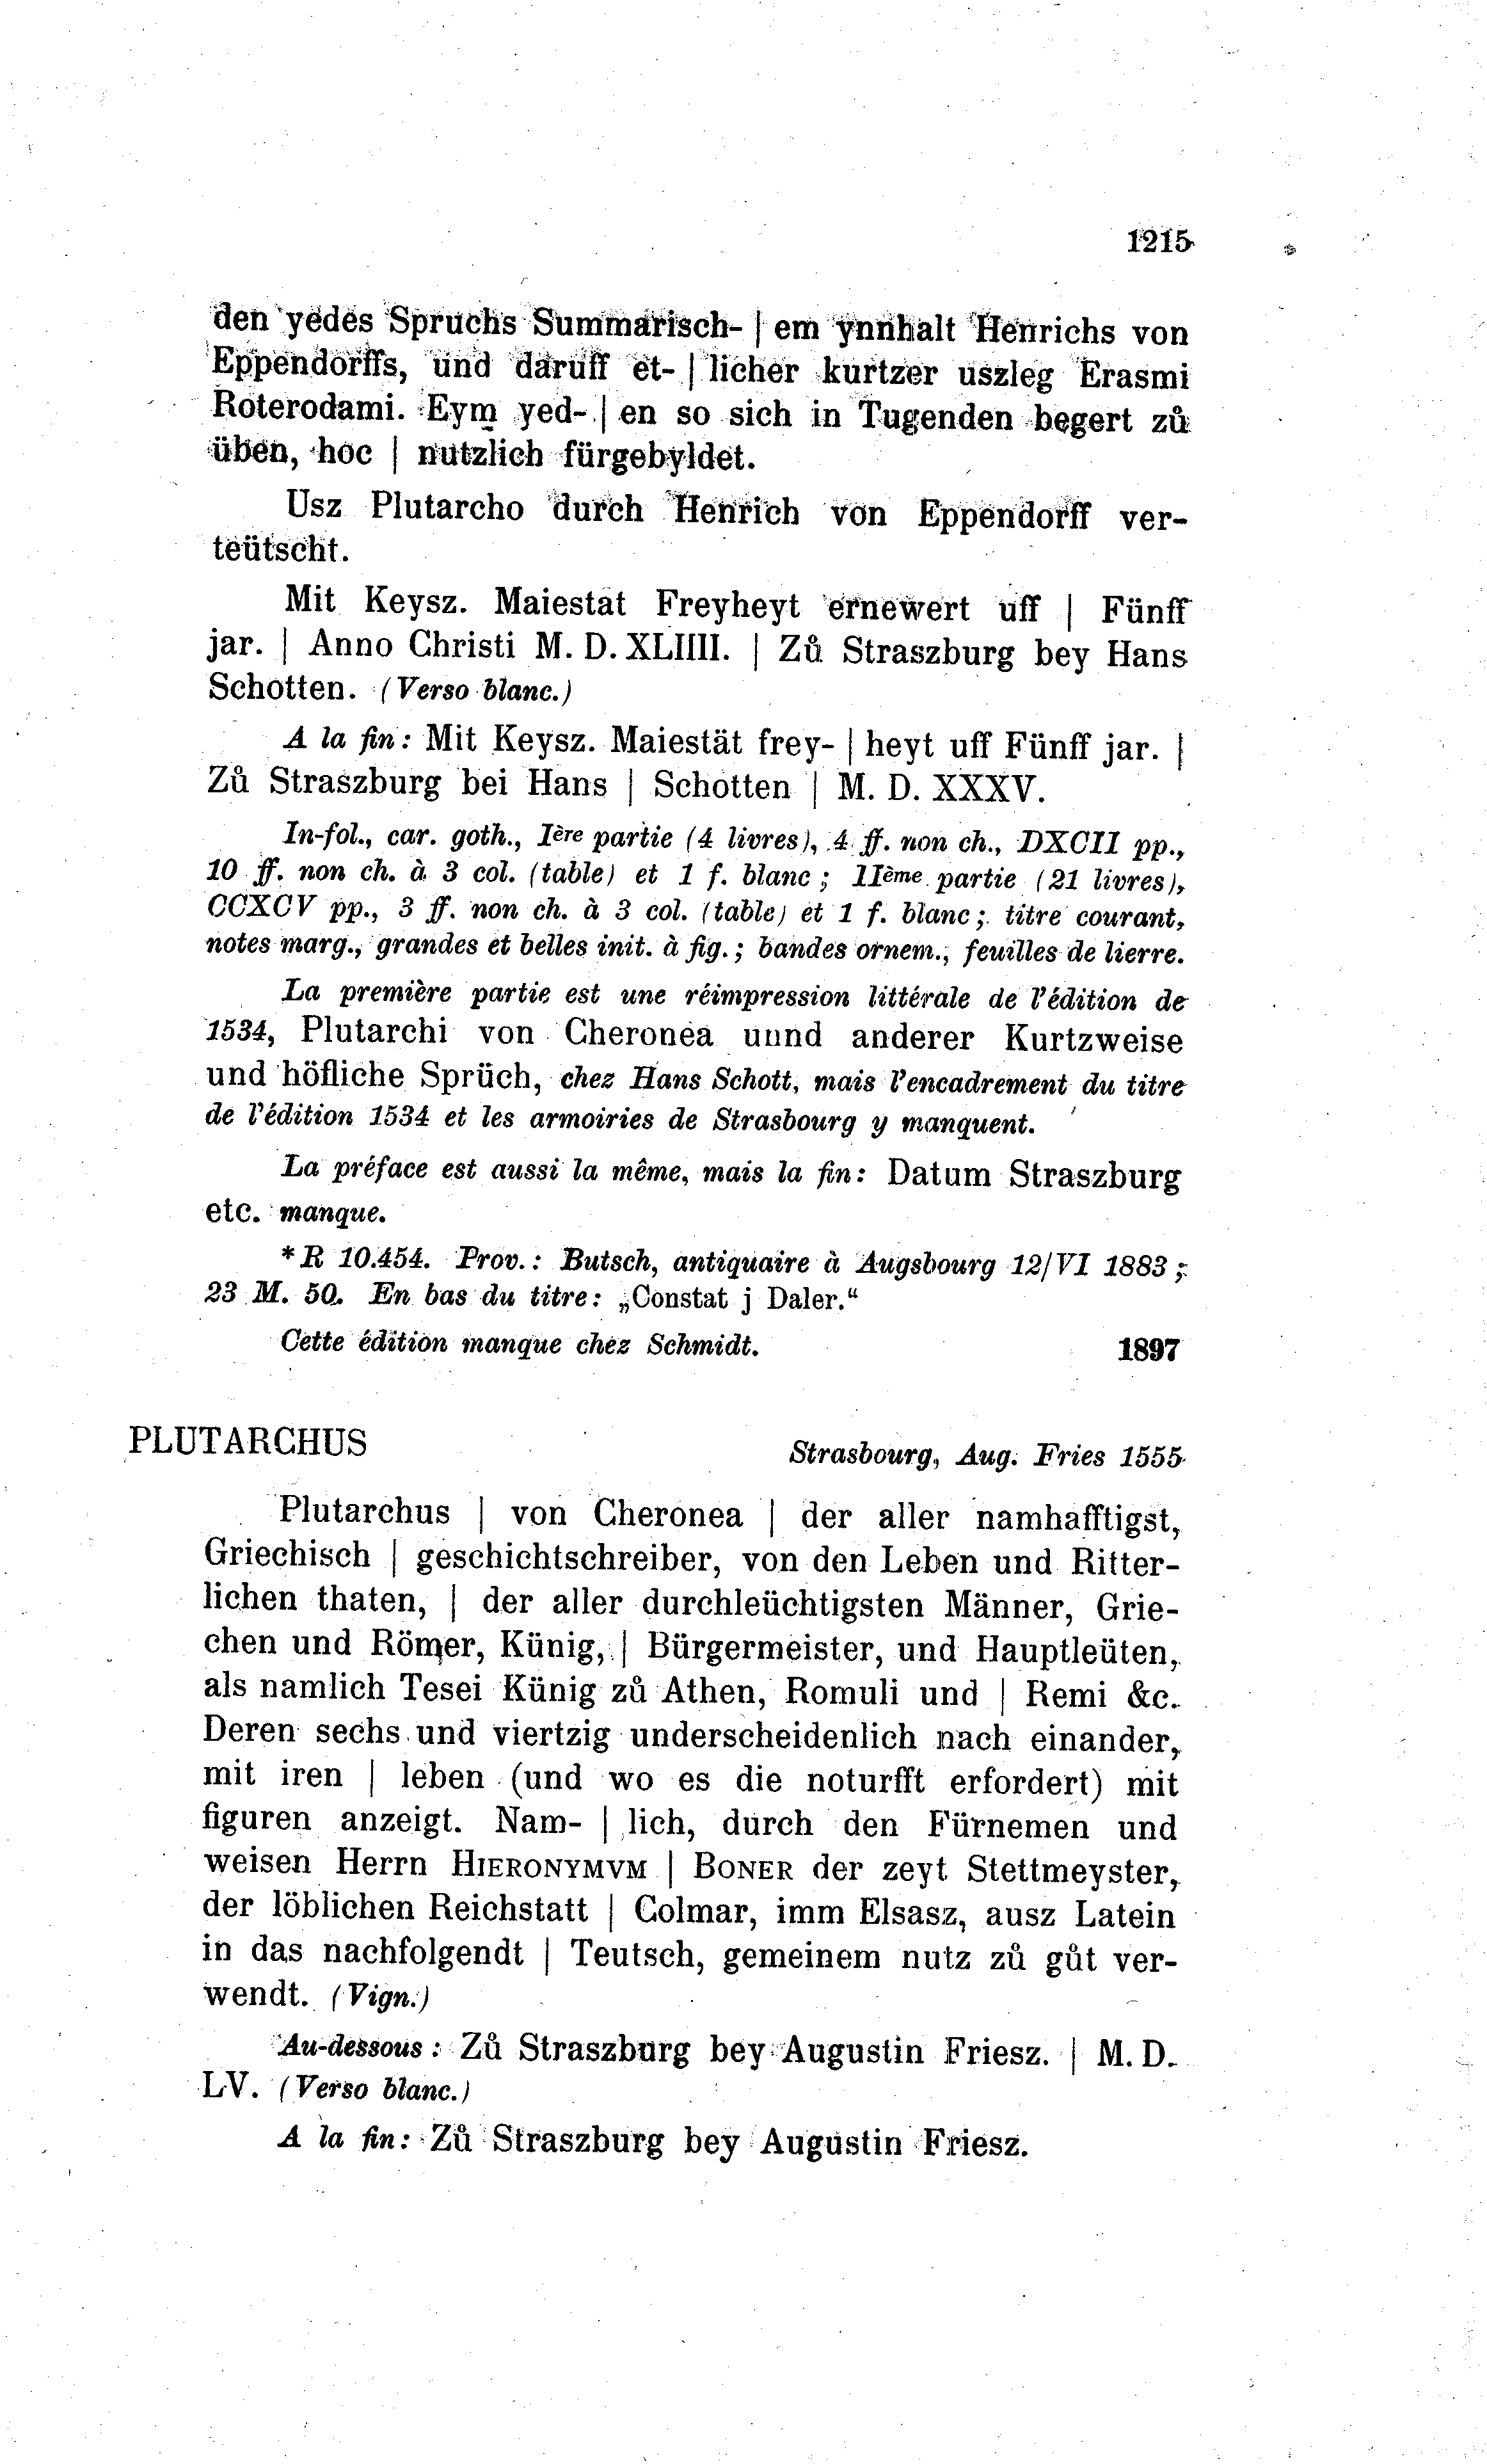 1215
den yedes Spruchs Summarisch- | em ynnhalt Henrichs von
Eppendorffs, und daruff et- | licher kurtzer uszleg Erasmi
Roterodami. Eym yed- | en so sich in Tugenden begert zů
üben, hoc | nutzlich fürgebyldet.
Usz Plutarcho durch Henrich von Eppendorff ver-
teütscht.
Mit Keysz. Maiestat Freyheyt ernewert uff | Fünff
jar. | Anno Christi M. D. XLIIII. | Zů Straszburg bey Hans
Schotten. (Verso blanc.)
A la fin: Mit Keysz. Maiestät frey- | heyt uff Fünff jar. |
Zů Straszburg bei Hans | Schotten | M. D. XXXV.
In-fol., car. goth., Ière partie (4 livres), 4 ff. non ch., DXCII pp.,
10 ff. non ch. à 3 col. (table) et 1 f. blanc ; IIème partie (21 livres),
CCXCV pp., 3 ff. non ch. à 3 col. (table) et 1 f. blanc ; titre courant,
notes marg., grandes et belles init. à fig. ; bandes ornem., feuilles de lierre.
La première partie est une réimpression littérale de l'édition de
1534, Plutarchi von Cheronea unnd anderer Kurtzweise
und höfliche Sprüch, chez Hans Schott, mais l'encadrement du titre
de l'édition 1534 et les armoiries de Strasbourg y manquent.
La préface est aussi la même, mais la fin: Datum Straszburg
etc. manque.
* R 10.454. Prov.: Butsch, antiquaire à Augsbourg 12/VI 1883 ;
23 M. 50. En bas du titre: „Constat j Daler.“
Cette édition manque chez Schmidt. 1897
PLUTARCHUS Strasbourg, Aug. Fries 1555
Plutarchus | von Cheronea | der aller namhafftigst,
Griechisch | geschichtschreiber, von den Leben und Ritter-
lichen thaten, | der aller durchleüchtigsten Männer, Grie-
chen und Römer, Künig, | Bürgermeister, und Hauptleüten,
als namlich Tesei Künig zů Athen, Romuli und | Remi &c.
Deren sechs und viertzig underscheidenlich nach einander,
mit iren | leben (und wo es die noturfft erfordert) mit
figuren anzeigt. Nam- | lich, durch den Fürnemen und
weisen Herrn HIERONYMVM | BONER der zeyt Stettmeyster,
der löblichen Reichstatt | Colmar, imm Elsasz, ausz Latein
in das nachfolgendt | Teutsch, gemeinem nutz zů gůt ver-
wendt. (Vign.)
Au-dessous : Zů Straszburg bey Augustin Friesz. | M. D.
LV. (Verso blanc.)
A la fin: Zů Straszburg bey Augustin Friesz.